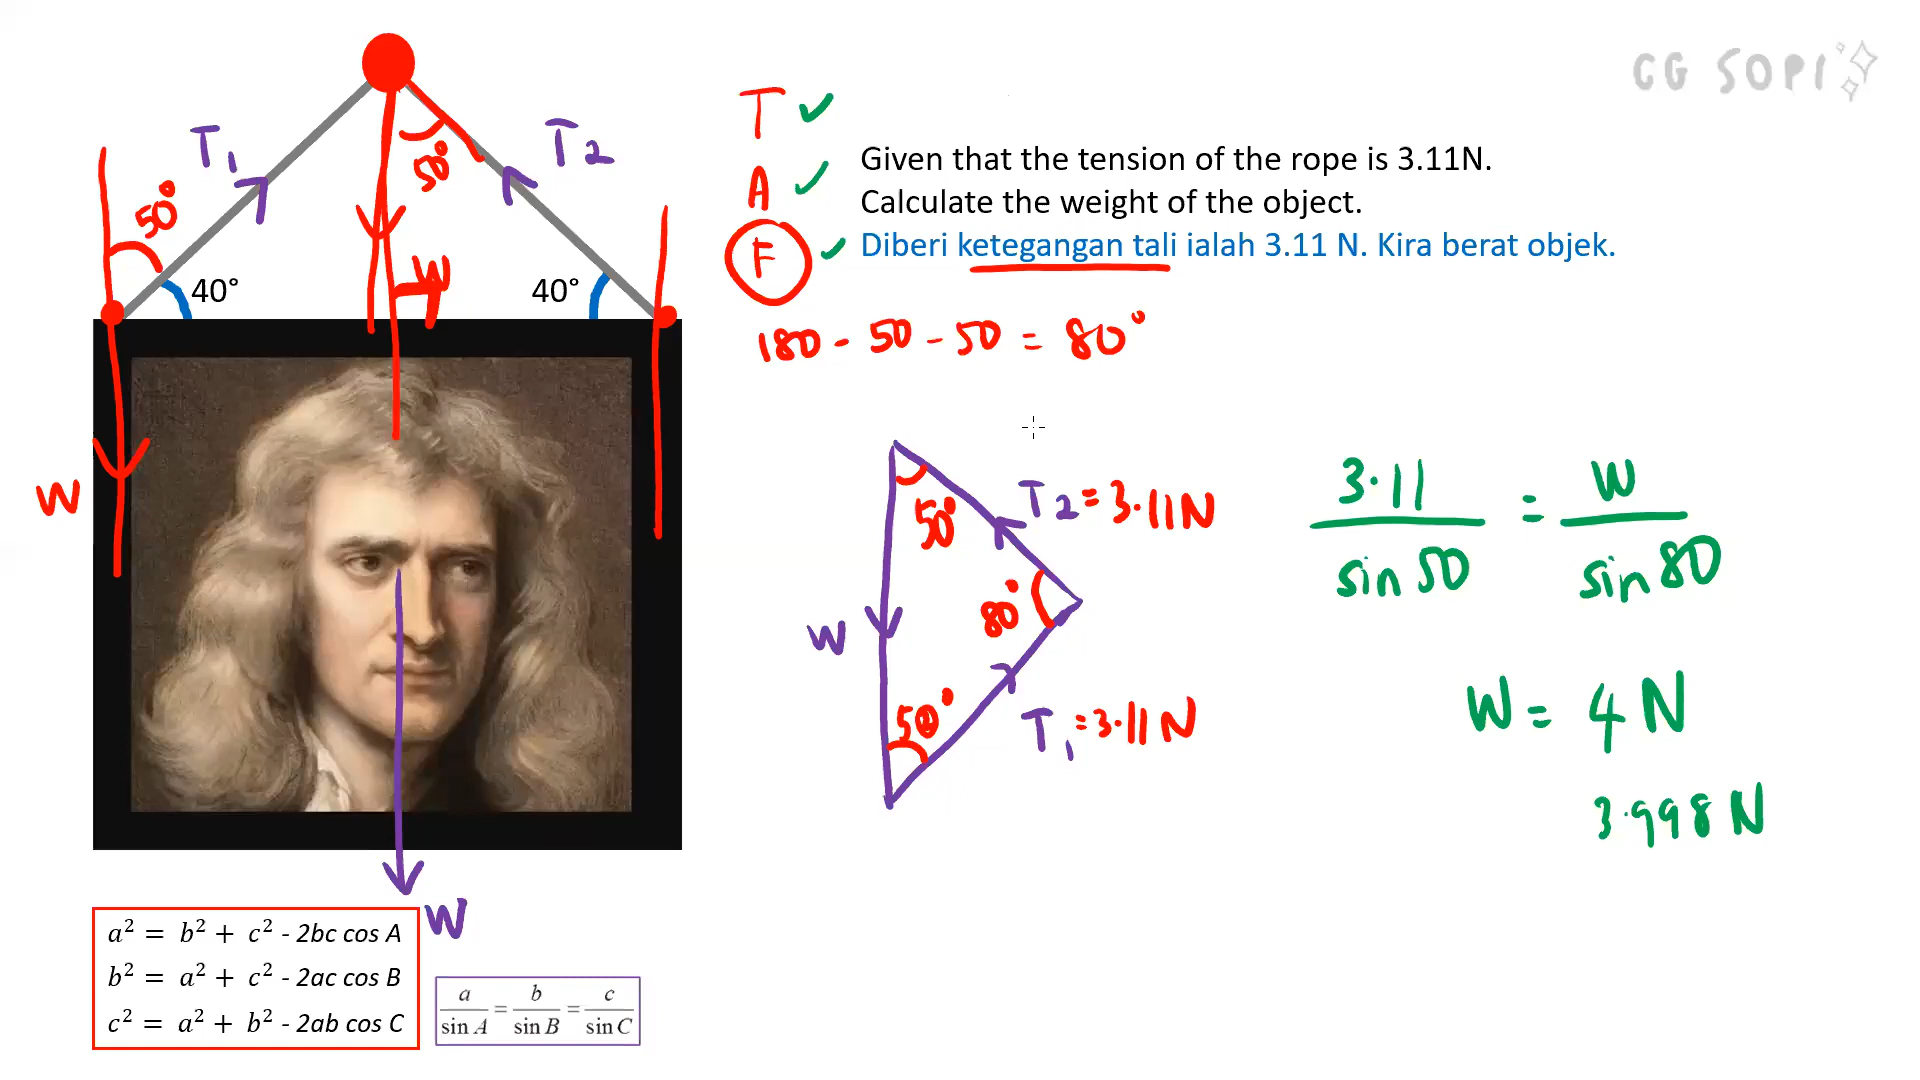 CG SOPI
T
A
F
Given that the tension of the rope is 3.11N.
Calculate the weight of the object.
Diberi ketegangan tali ialah 3.11 N. Kira berat objek.
180 - 50 - 50 = 80°
T1
T2
50°
50°
40°
40°
W
W
W
50°
T2 = 3.11N
80°
W
50°
T1 = 3.11N
3.11/sin 50 = W/sin 80
W = 4 N
3.998 N
a² = b² + c² - 2bc cos A
b² = a² + c² - 2ac cos B
c² = a² + b² - 2ab cos C
a/sin A = b/sin B = c/sin C